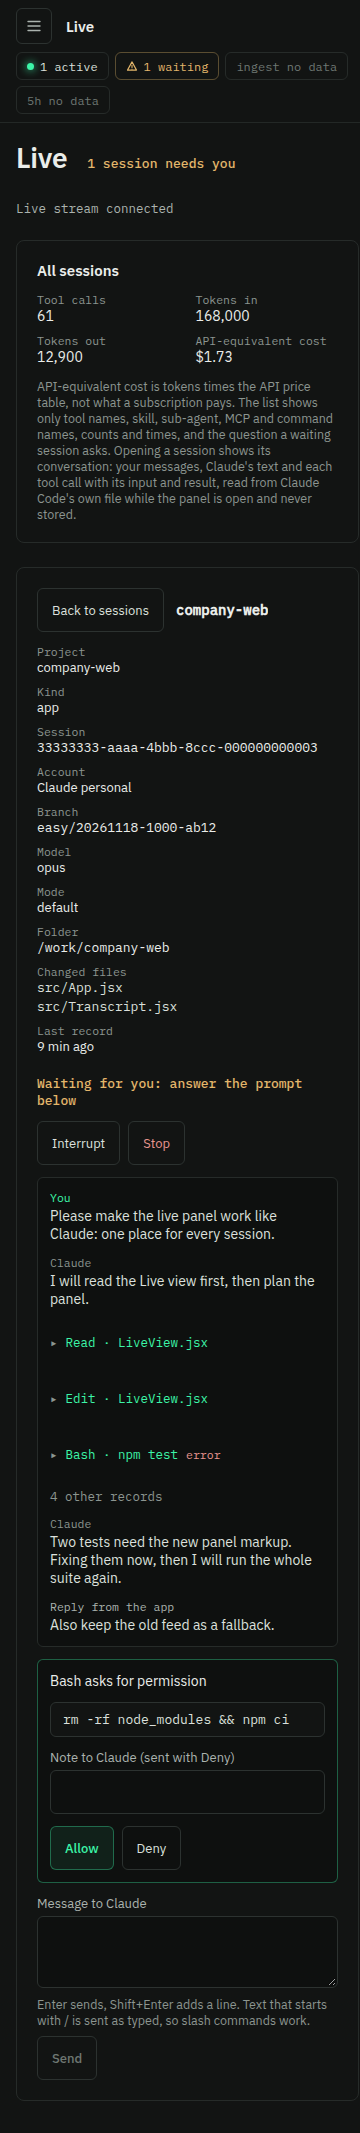 Live
1 active
1 waiting
ingest no data
5h no data
Live 1 session needs you
Live stream connected
All sessions
Tool calls
61
Tokens in
168,000
Tokens out
12,900
API-equivalent cost
$1.73
API-equivalent cost is tokens times the API price
table, not what a subscription pays. The list shows
only tool names, skill, sub-agent, MCP and command
names, counts and times, and the question a waiting
session asks. Opening a session shows its
conversation: your messages, Claude's text and each
tool call with its input and result, read from Claude
Code's own file while the panel is open and never
stored.
Back to sessions
company-web
Project
company-web
Kind
app
Session
33333333-aaaa-4bbb-8ccc-000000000003
Account
Claude personal
Branch
easy/20261118-1000-ab12
Model
opus
Mode
default
Folder
/work/company-web
Changed files
src/App.jsx
src/Transcript.jsx
Last record
9 min ago
Waiting for you: answer the prompt
below
Interrupt
Stop
You
Please make the live panel work like
Claude: one place for every session.
Claude
I will read the Live view first, then plan the
panel.
▸ Read · LiveView.jsx
▸ Edit · LiveView.jsx
▸ Bash · npm test error
4 other records
Claude
Two tests need the new panel markup.
Fixing them now, then I will run the whole
suite again.
Reply from the app
Also keep the old feed as a fallback.
Bash asks for permission
rm -rf node_modules && npm ci
Note to Claude (sent with Deny)
Allow
Deny
Message to Claude
Enter sends, Shift+Enter adds a line. Text that starts
with / is sent as typed, so slash commands work.
Send